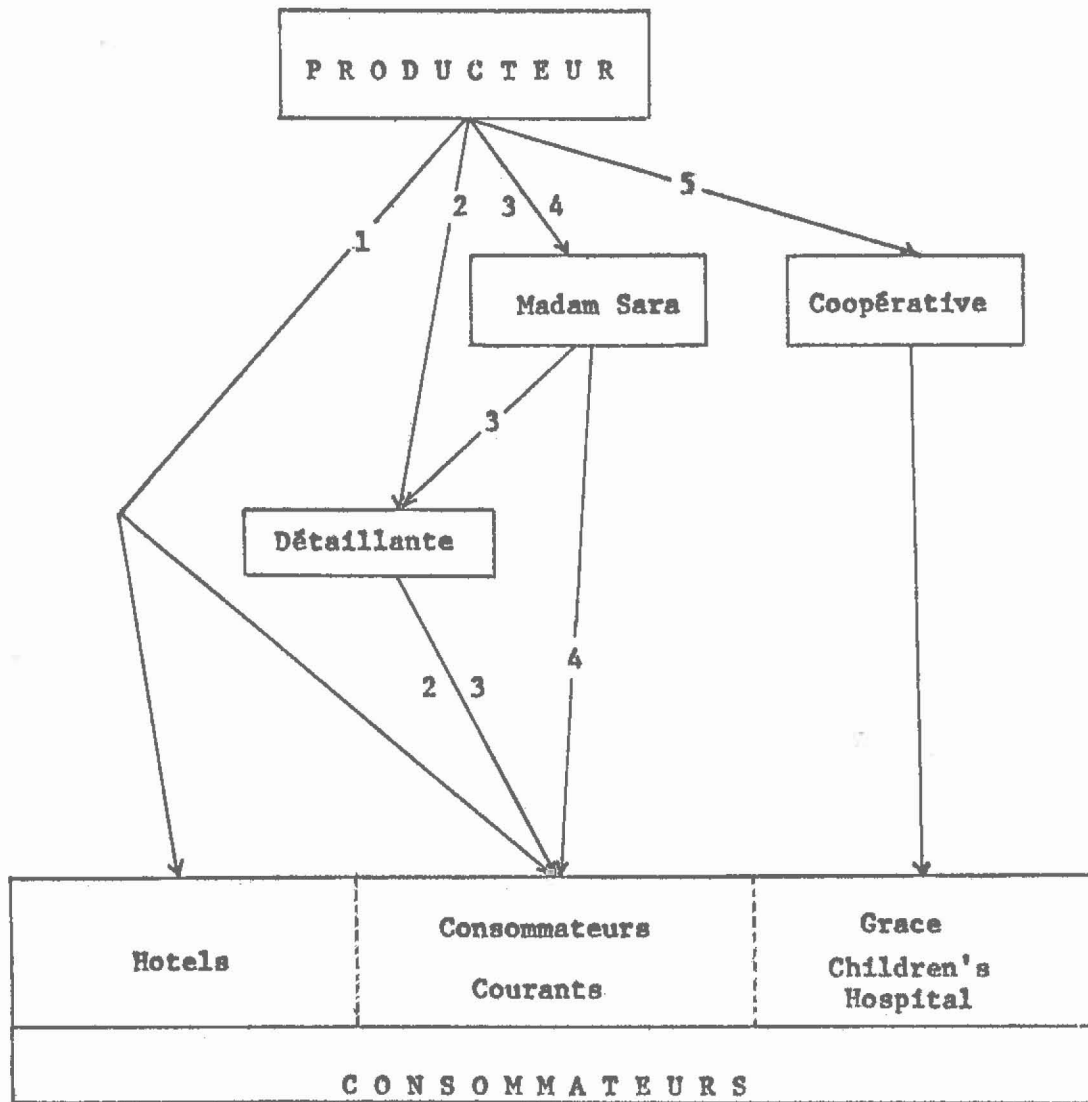 P R O D U C T E U R
5
2 3 4
1
Madam Sara
Coopérative
3
Détaillante
4
2 3
Hotels
Consommateurs
Courants
Grace
Children's
Hospital
C O N S O M M A T E U R S